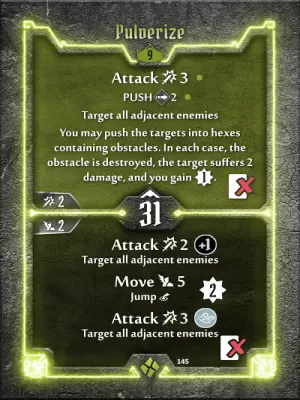 Pulverize
9
Attack 3
PUSH 2
Target all adjacent enemies
You may push the targets into hexes
containing obstacles. In each case, the
obstacle is destroyed, the target suffers 2
damage, and you gain 1.
2
31
2
Attack 2 +1
Target all adjacent enemies
Move 5
Jump
2
Attack 3
Target all adjacent enemies
145